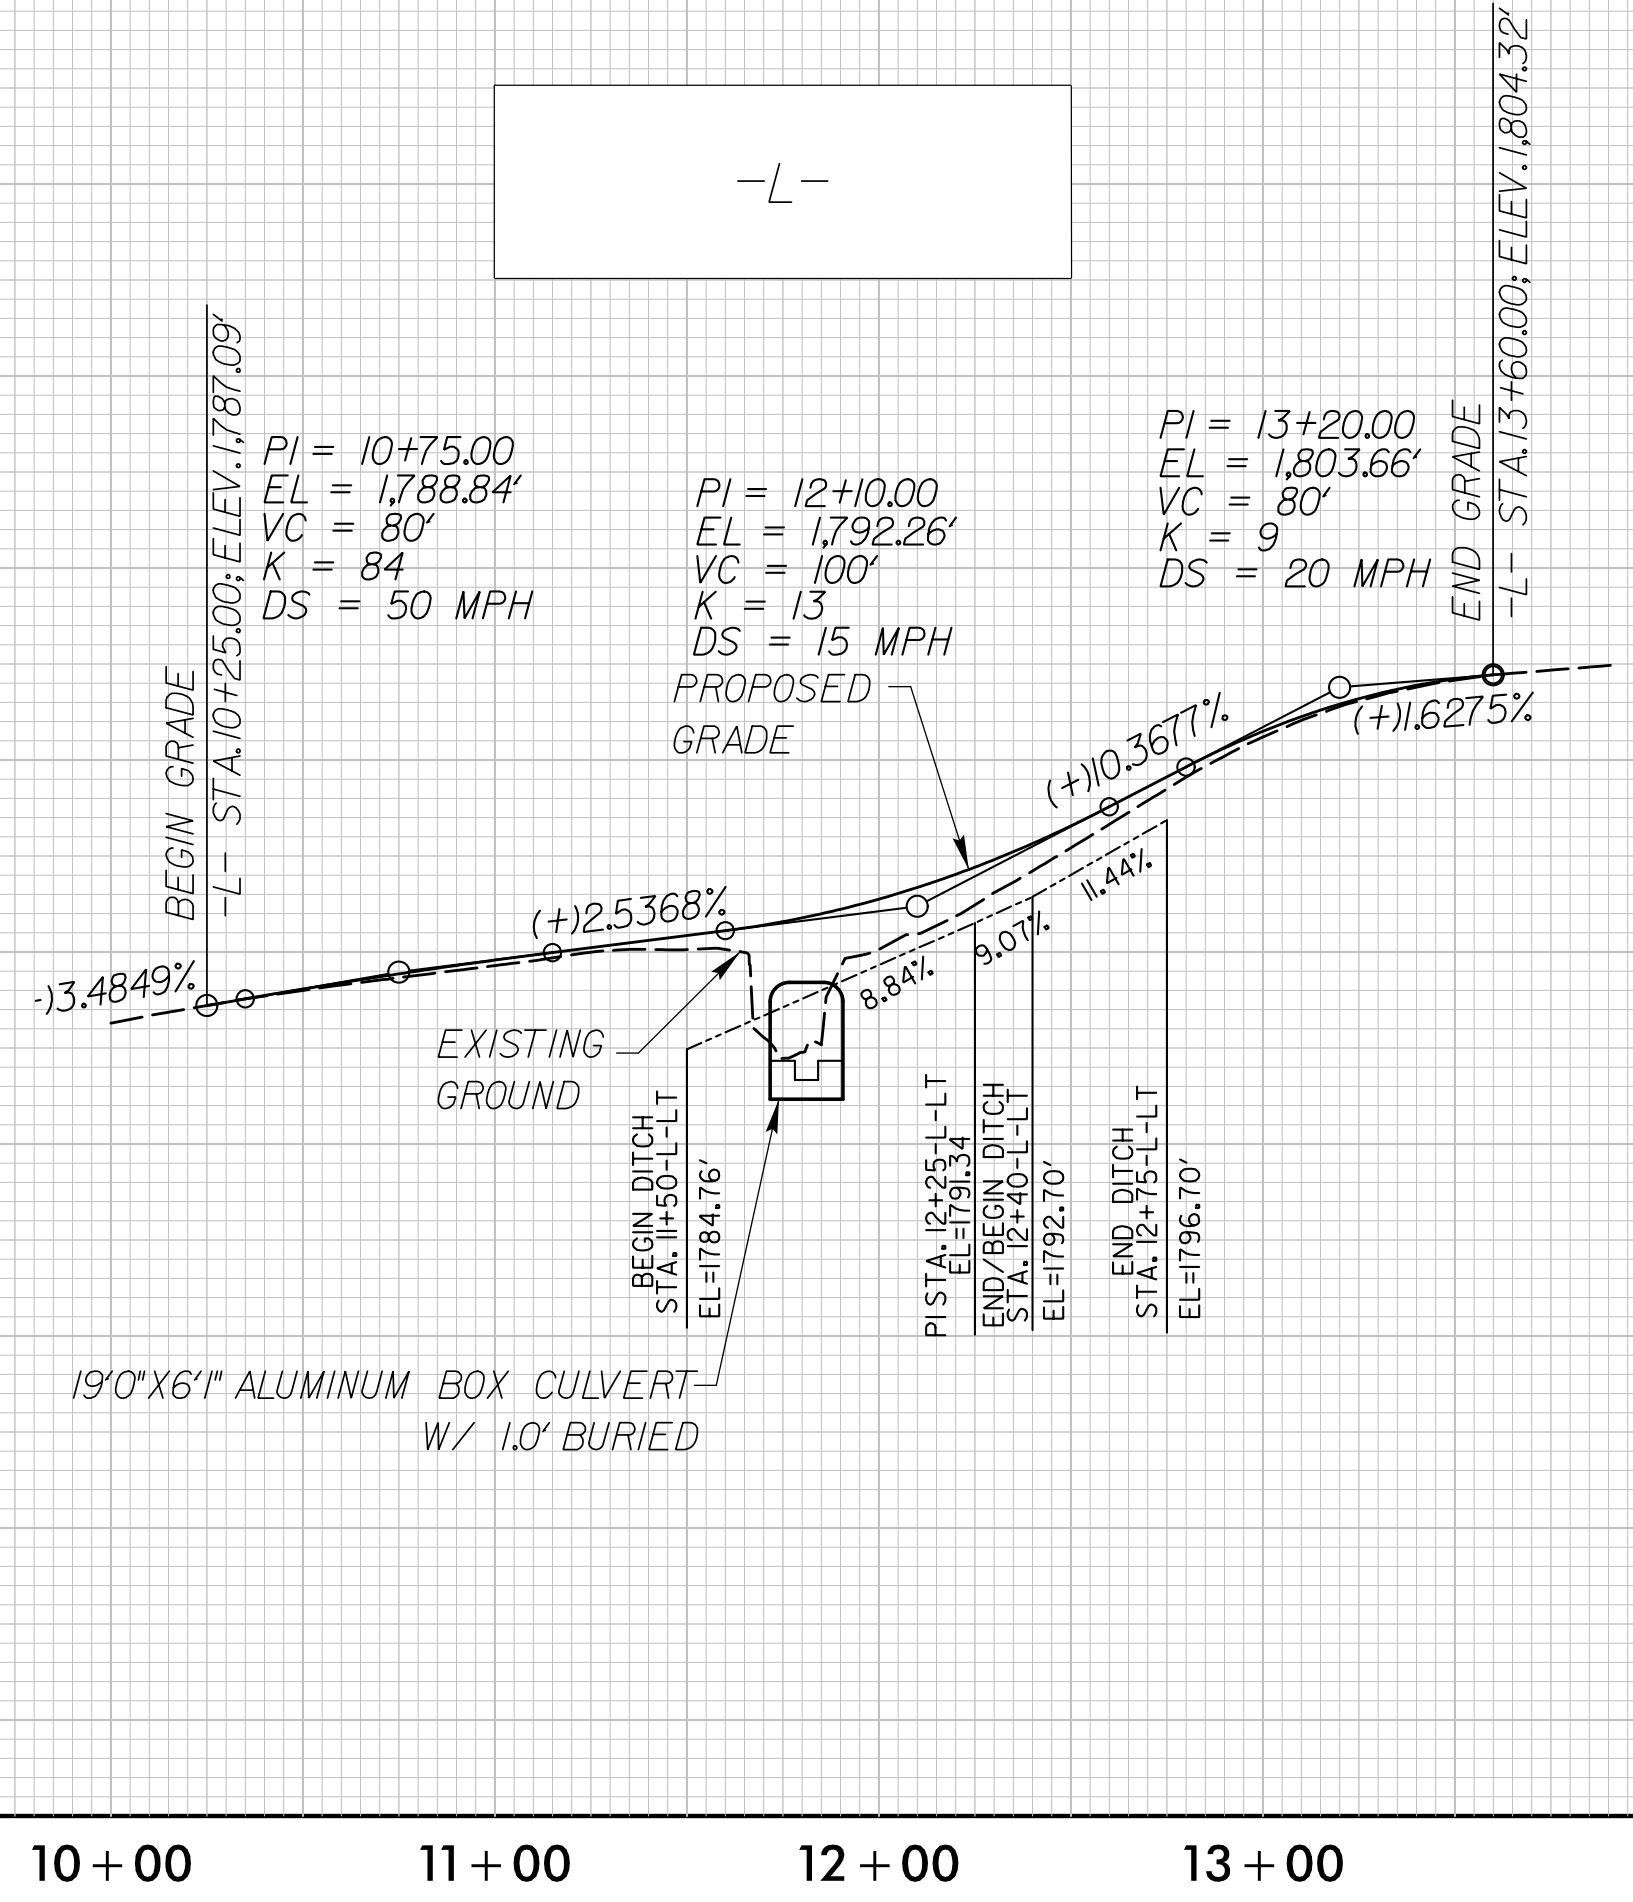 -L-
BEGIN GRADE
-L- STA.10+25.00; ELEV.1,787.09'
PI = 10+75.00
EL = 1,788.84'
VC = 80'
K = 84
DS = 50 MPH
PI = 12+10.00
EL = 1,792.26'
VC = 100'
K = 13
DS = 15 MPH
PI = 13+20.00
EL = 1,803.66'
VC = 80'
K = 9
DS = 20 MPH
END GRADE
-L- STA.13+60.00; ELEV.1,804.32'
PROPOSED
GRADE
-)3.4849%
(+)2.5368%
(+)10.3677%
(+)1.6275%
8.84%
9.07%
11.44%
EXISTING
GROUND
BEGIN DITCH
STA.11+50-L-LT
EL=1784.76'
PI STA.12+25-L-LT
EL=1791.34
END/BEGIN DITCH
STA.12+40-L-LT
EL=1792.70'
END DITCH
STA.12+75-L-LT
EL=1796.70'
19'0"X6'1" ALUMINUM BOX CULVERT
W/ 1.0' BURIED
10+00 11+00 12+00 13+00